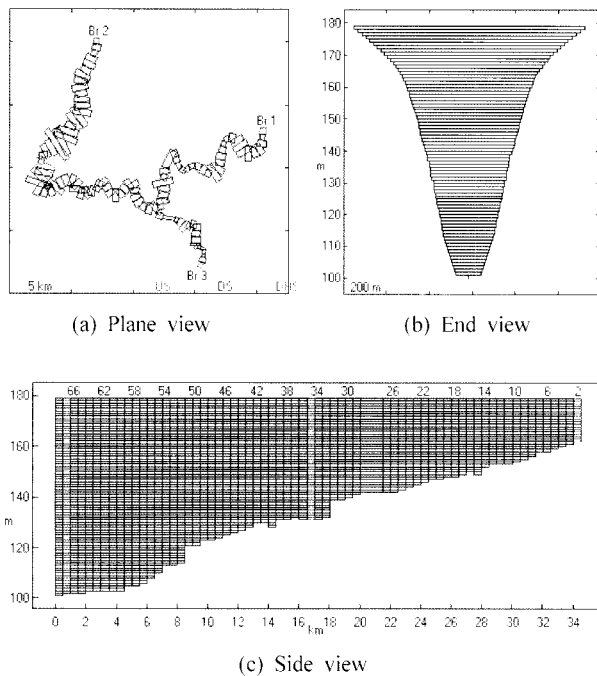 Br 2
Br 1
Br 3
5 km
US
DS
(a) Plane view
180
170
160
150
m
140
130
120
110
100
200 m
(b) End view
66 62 58 54 50 46 42 38 34 30 26 22 18 14 10 6 2
180
160
140
m
120
100
0 2 4 6 8 10 12 14 16 18 20 22 24 26 28 30 32 34
km
(c) Side view